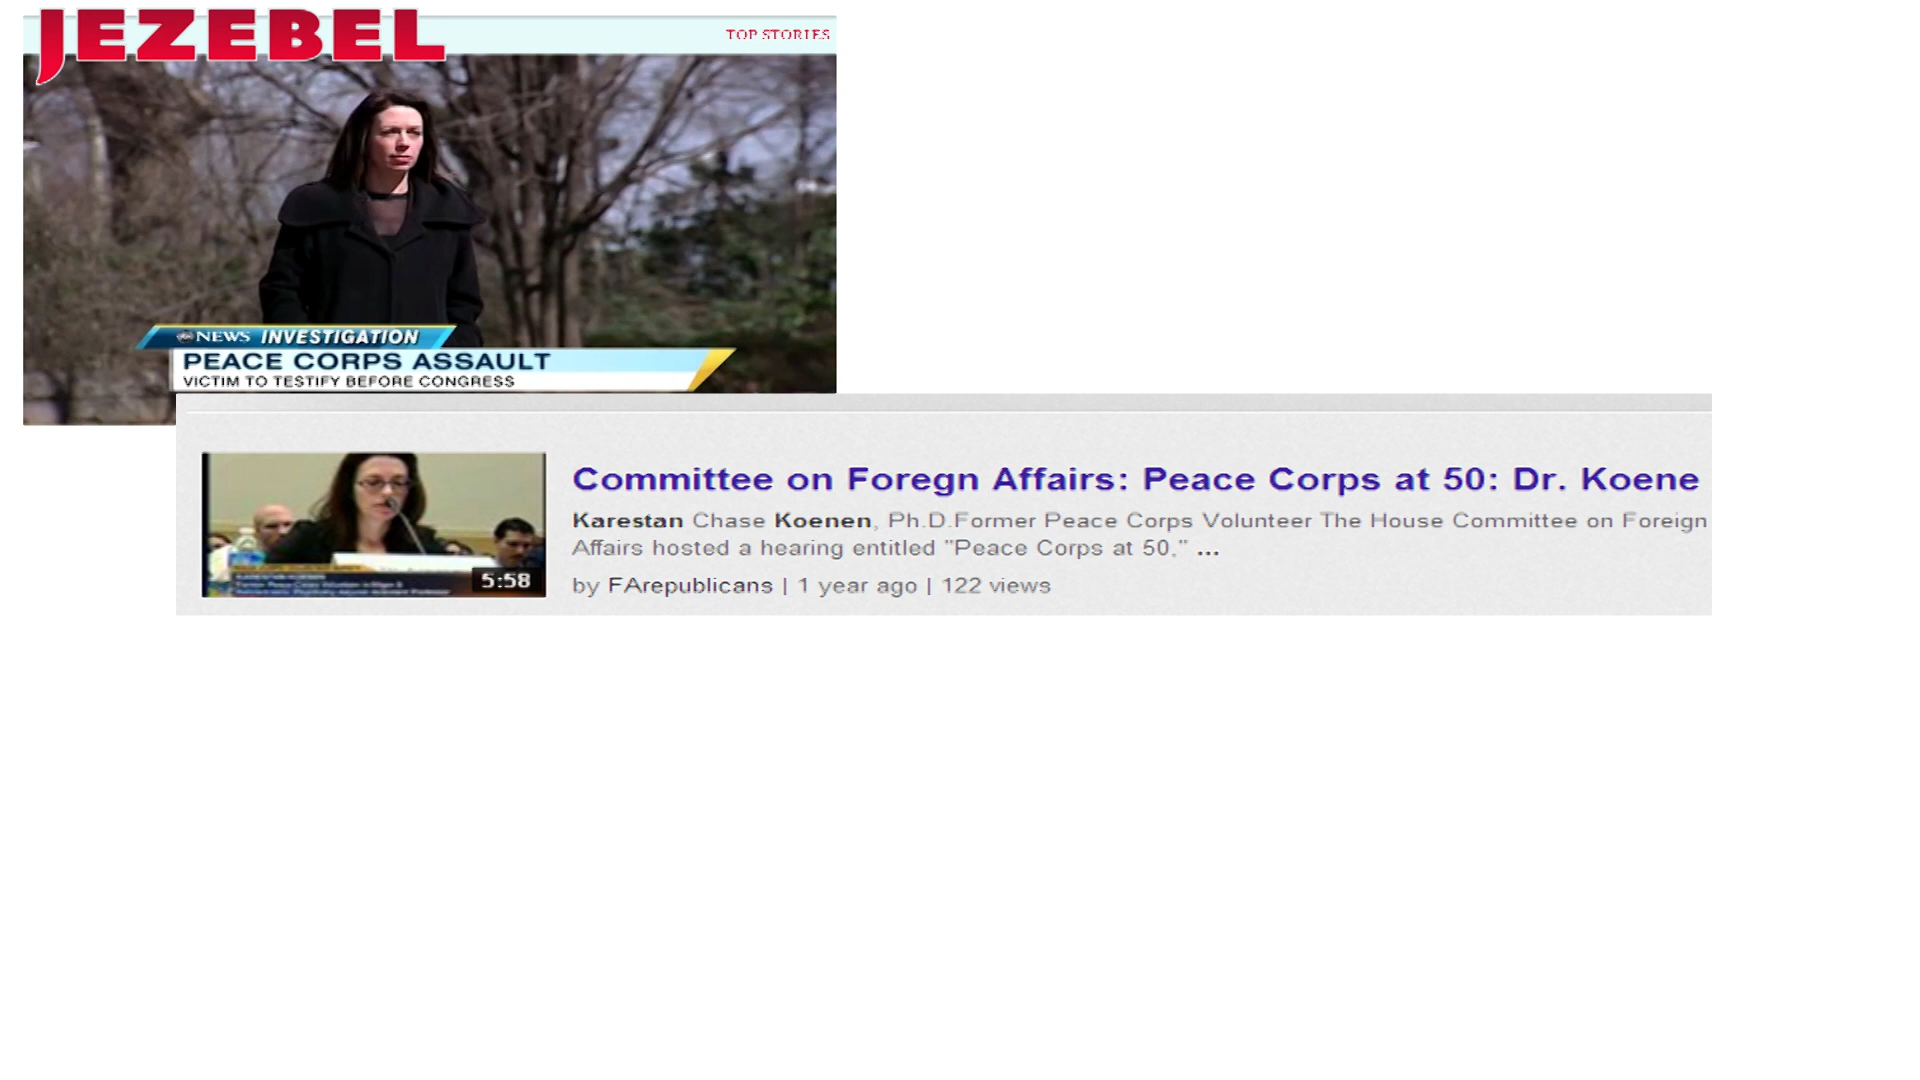 JEZEBEL
TOP STORIES
abc NEWS INVESTIGATION
PEACE CORPS ASSAULT
VICTIM TO TESTIFY BEFORE CONGRESS
Committee on Foregn Affairs: Peace Corps at 50: Dr. Koene
Karestan Chase Koenen, Ph.D.Former Peace Corps Volunteer The House Committee on Foreign
Affairs hosted a hearing entitled "Peace Corps at 50." ...
5:58
by FArepublicans | 1 year ago | 122 views